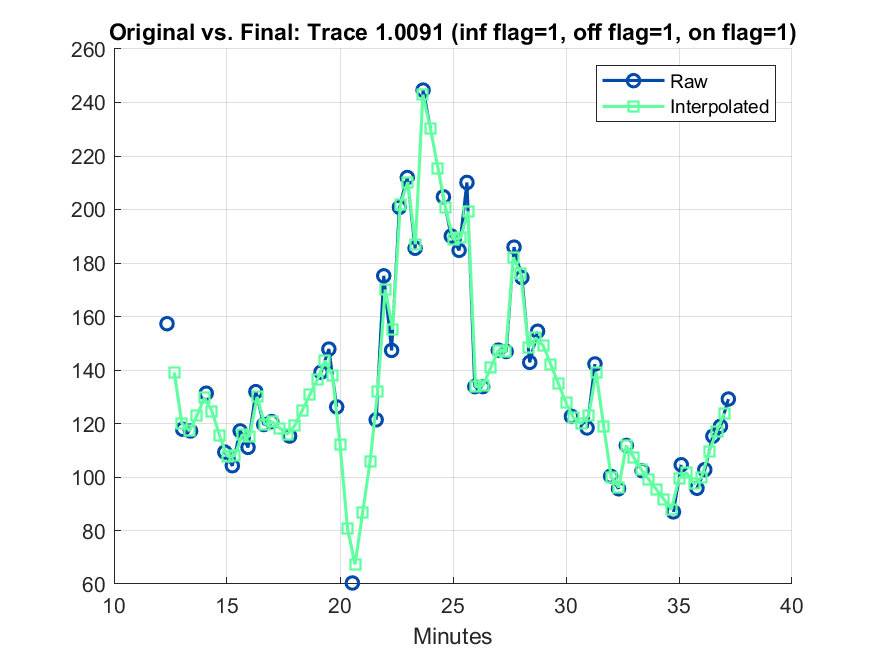 Original vs. Final: Trace 1.0091 (inf flag=1, off flag=1, on flag=1)
260
240
220
200
180
160
140
120
100
80
60
Raw
Interpolated
10 15 20 25 30 35 40
Minutes